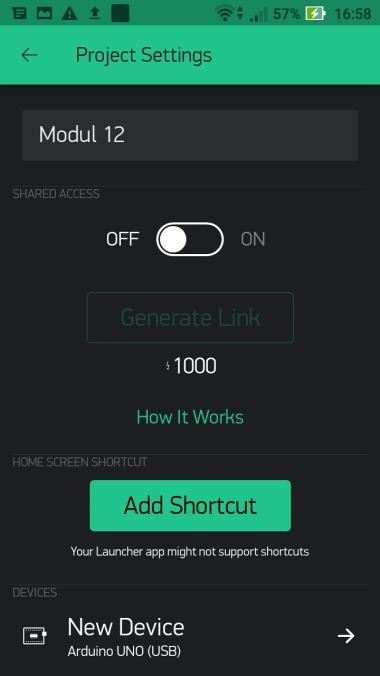 57% 16:58
Project Settings
Modul 12
SHARED ACCESS
OFF ON
Generate Link
1000
How It Works
HOME SCREEN SHORTCUT
Add Shortcut
Your Launcher app might not support shortcuts
DEVICES
New Device
Arduino UNO (USB)